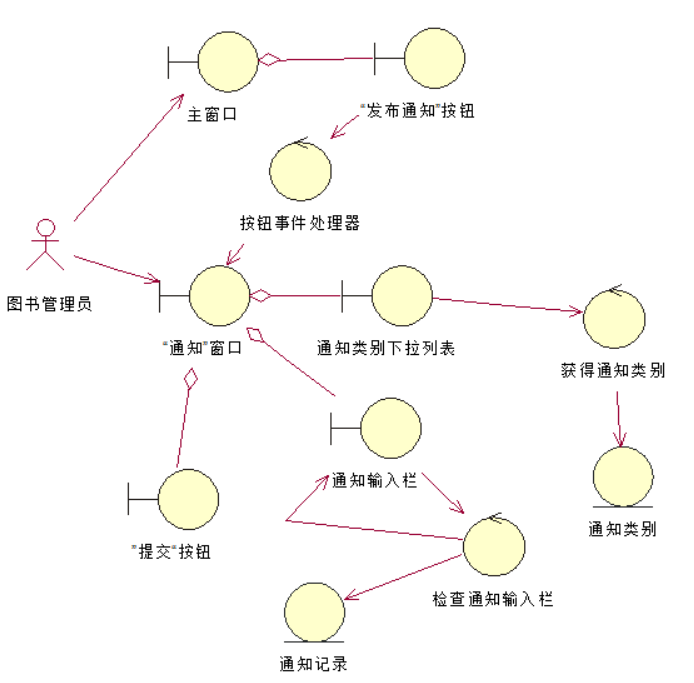 主窗口
“发布通知”按钮
按钮事件处理器
图书管理员
“通知”窗口
通知类别下拉列表
获得通知类别
通知输入栏
通知类别
”提交“按钮
检查通知输入栏
通知记录